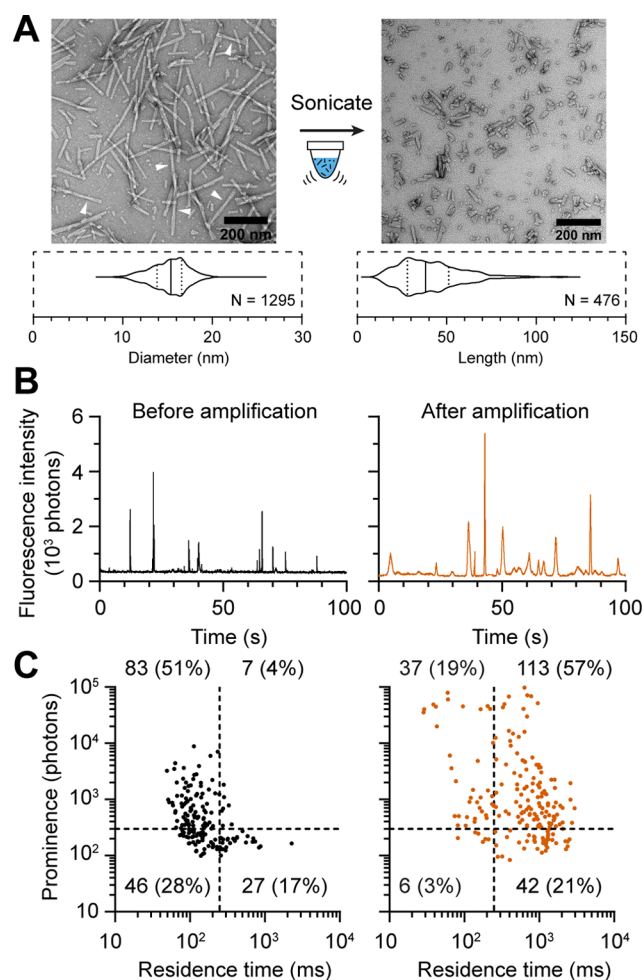 A
Sonicate
200 nm
200 nm
N = 1295
N = 476
0 10 20 30
0 50 100 150
Diameter (nm)
Length (nm)
B
Before amplification
After amplification
Fluorescence intensity
(10³ photons)
6
4
2
0
0 50 100
0 50 100
Time (s)
Time (s)
C
83 (51%) 7 (4%)
37 (19%) 113 (57%)
Prominence (photons)
10⁵
10⁴
10³
10²
10
46 (28%) 27 (17%)
6 (3%) 42 (21%)
10 10² 10³ 10⁴
10 10² 10³ 10⁴
Residence time (ms)
Residence time (ms)